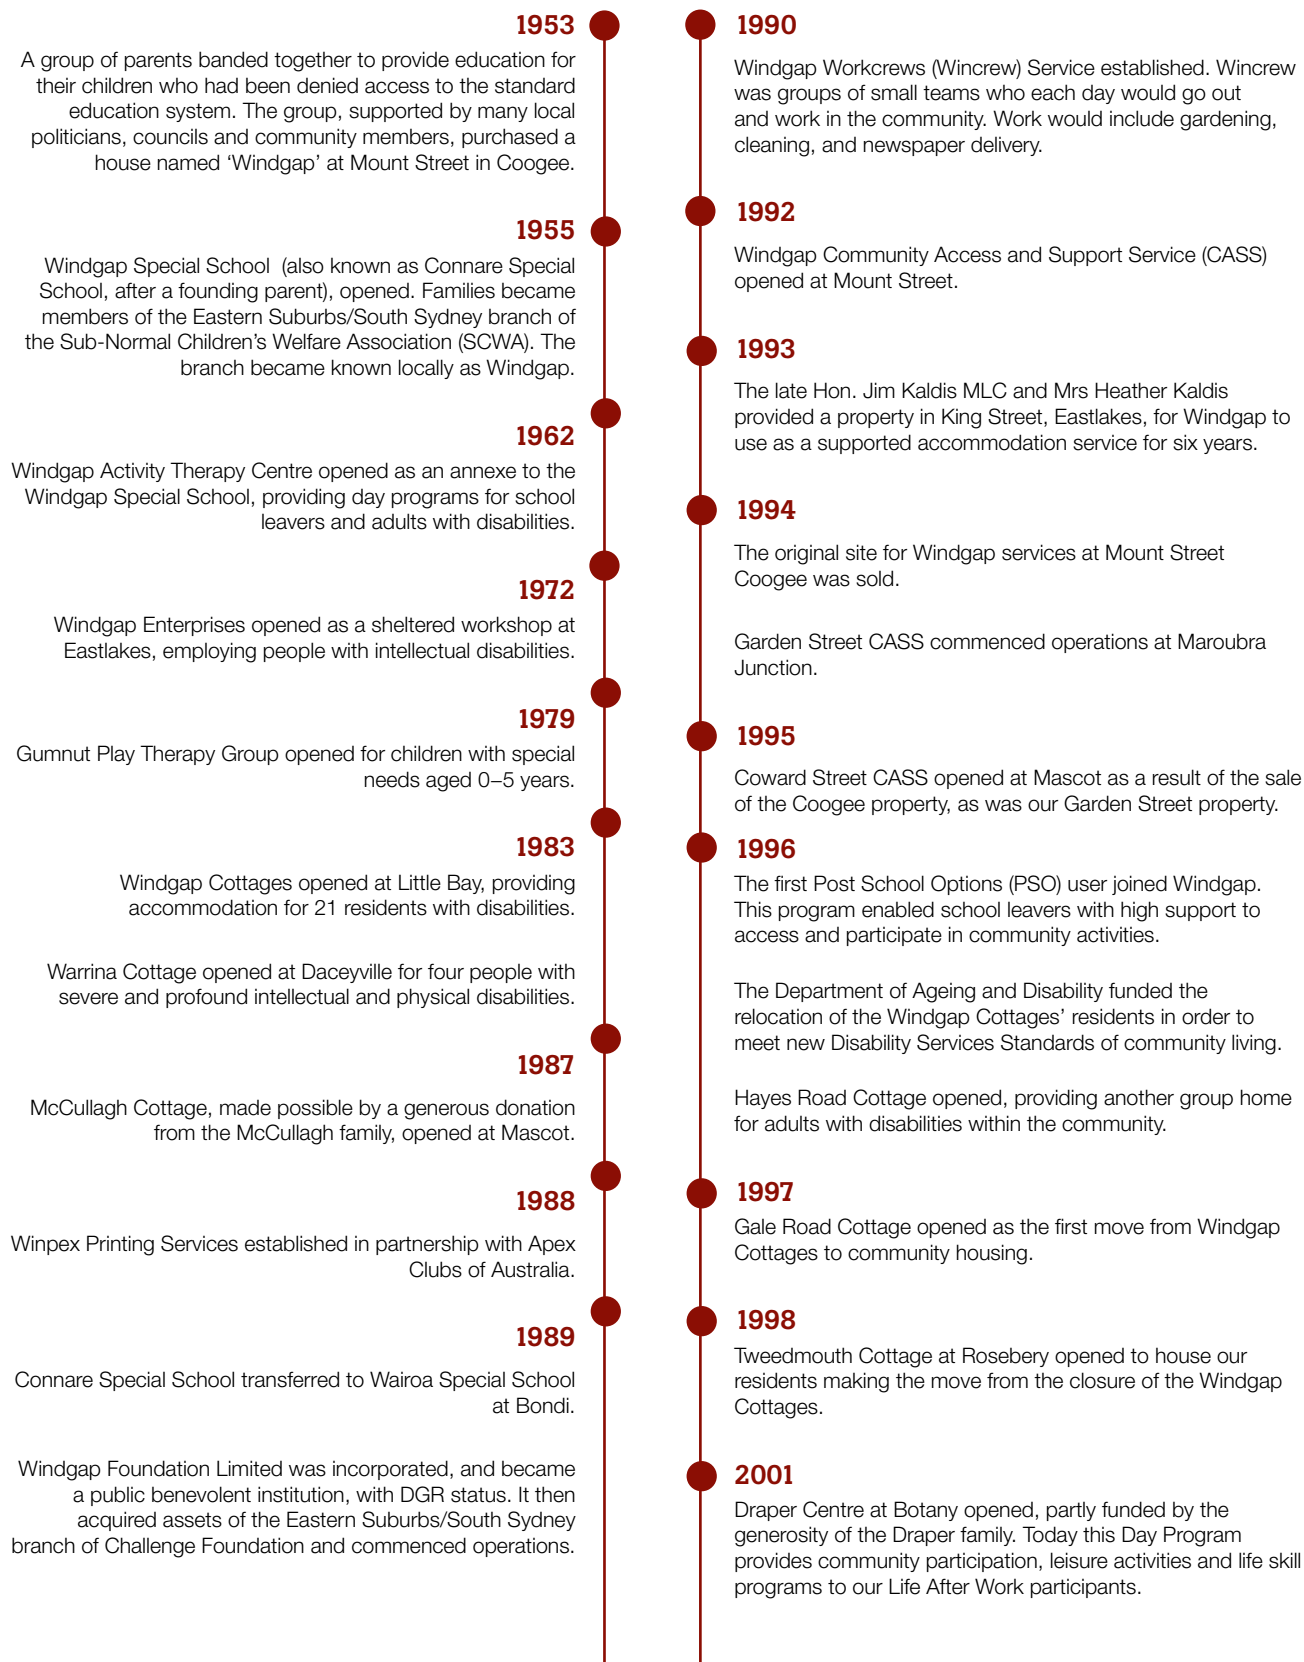 1953
A group of parents banded together to provide education for
their children who had been denied access to the standard
education system. The group, supported by many local
politicians, councils and community members, purchased a
house named ‘Windgap’ at Mount Street in Coogee.
1955
Windgap Special School  (also known as Connare Special
School, after a founding parent), opened. Families became
members of the Eastern Suburbs/South Sydney branch of
the Sub-Normal Children’s Welfare Association (SCWA). The
branch became known locally as Windgap.
1962
Windgap Activity Therapy Centre opened as an annexe to the
Windgap Special School, providing day programs for school
leavers and adults with disabilities.
1972
Windgap Enterprises opened as a sheltered workshop at
Eastlakes, employing people with intellectual disabilities.
1979
Gumnut Play Therapy Group opened for children with special
needs aged 0–5 years.
1983
Windgap Cottages opened at Little Bay, providing
accommodation for 21 residents with disabilities.
Warrina Cottage opened at Daceyville for four people with
severe and profound intellectual and physical disabilities.
1987
McCullagh Cottage, made possible by a generous donation
from the McCullagh family, opened at Mascot.
1988
Winpex Printing Services established in partnership with Apex
Clubs of Australia.
1989
Connare Special School transferred to Wairoa Special School
at Bondi.
Windgap Foundation Limited was incorporated, and became
a public benevolent institution, with DGR status. It then
acquired assets of the Eastern Suburbs/South Sydney
branch of Challenge Foundation and commenced operations.
1990
Windgap Workcrews (Wincrew) Service established. Wincrew
was groups of small teams who each day would go out
and work in the community. Work would include gardening,
cleaning, and newspaper delivery.
1992
Windgap Community Access and Support Service (CASS)
opened at Mount Street.
1993
The late Hon. Jim Kaldis MLC and Mrs Heather Kaldis
provided a property in King Street, Eastlakes, for Windgap to
use as a supported accommodation service for six years.
1994
The original site for Windgap services at Mount Street
Coogee was sold.
Garden Street CASS commenced operations at Maroubra
Junction.
1995
Coward Street CASS opened at Mascot as a result of the sale
of the Coogee property, as was our Garden Street property.
1996
The first Post School Options (PSO) user joined Windgap.
This program enabled school leavers with high support to
access and participate in community activities.
The Department of Ageing and Disability funded the
relocation of the Windgap Cottages’ residents in order to
meet new Disability Services Standards of community living.
Hayes Road Cottage opened, providing another group home
for adults with disabilities within the community.
1997
Gale Road Cottage opened as the first move from Windgap
Cottages to community housing.
1998
Tweedmouth Cottage at Rosebery opened to house our
residents making the move from the closure of the Windgap
Cottages.
2001
Draper Centre at Botany opened, partly funded by the
generosity of the Draper family. Today this Day Program
provides community participation, leisure activities and life skill
programs to our Life After Work participants.